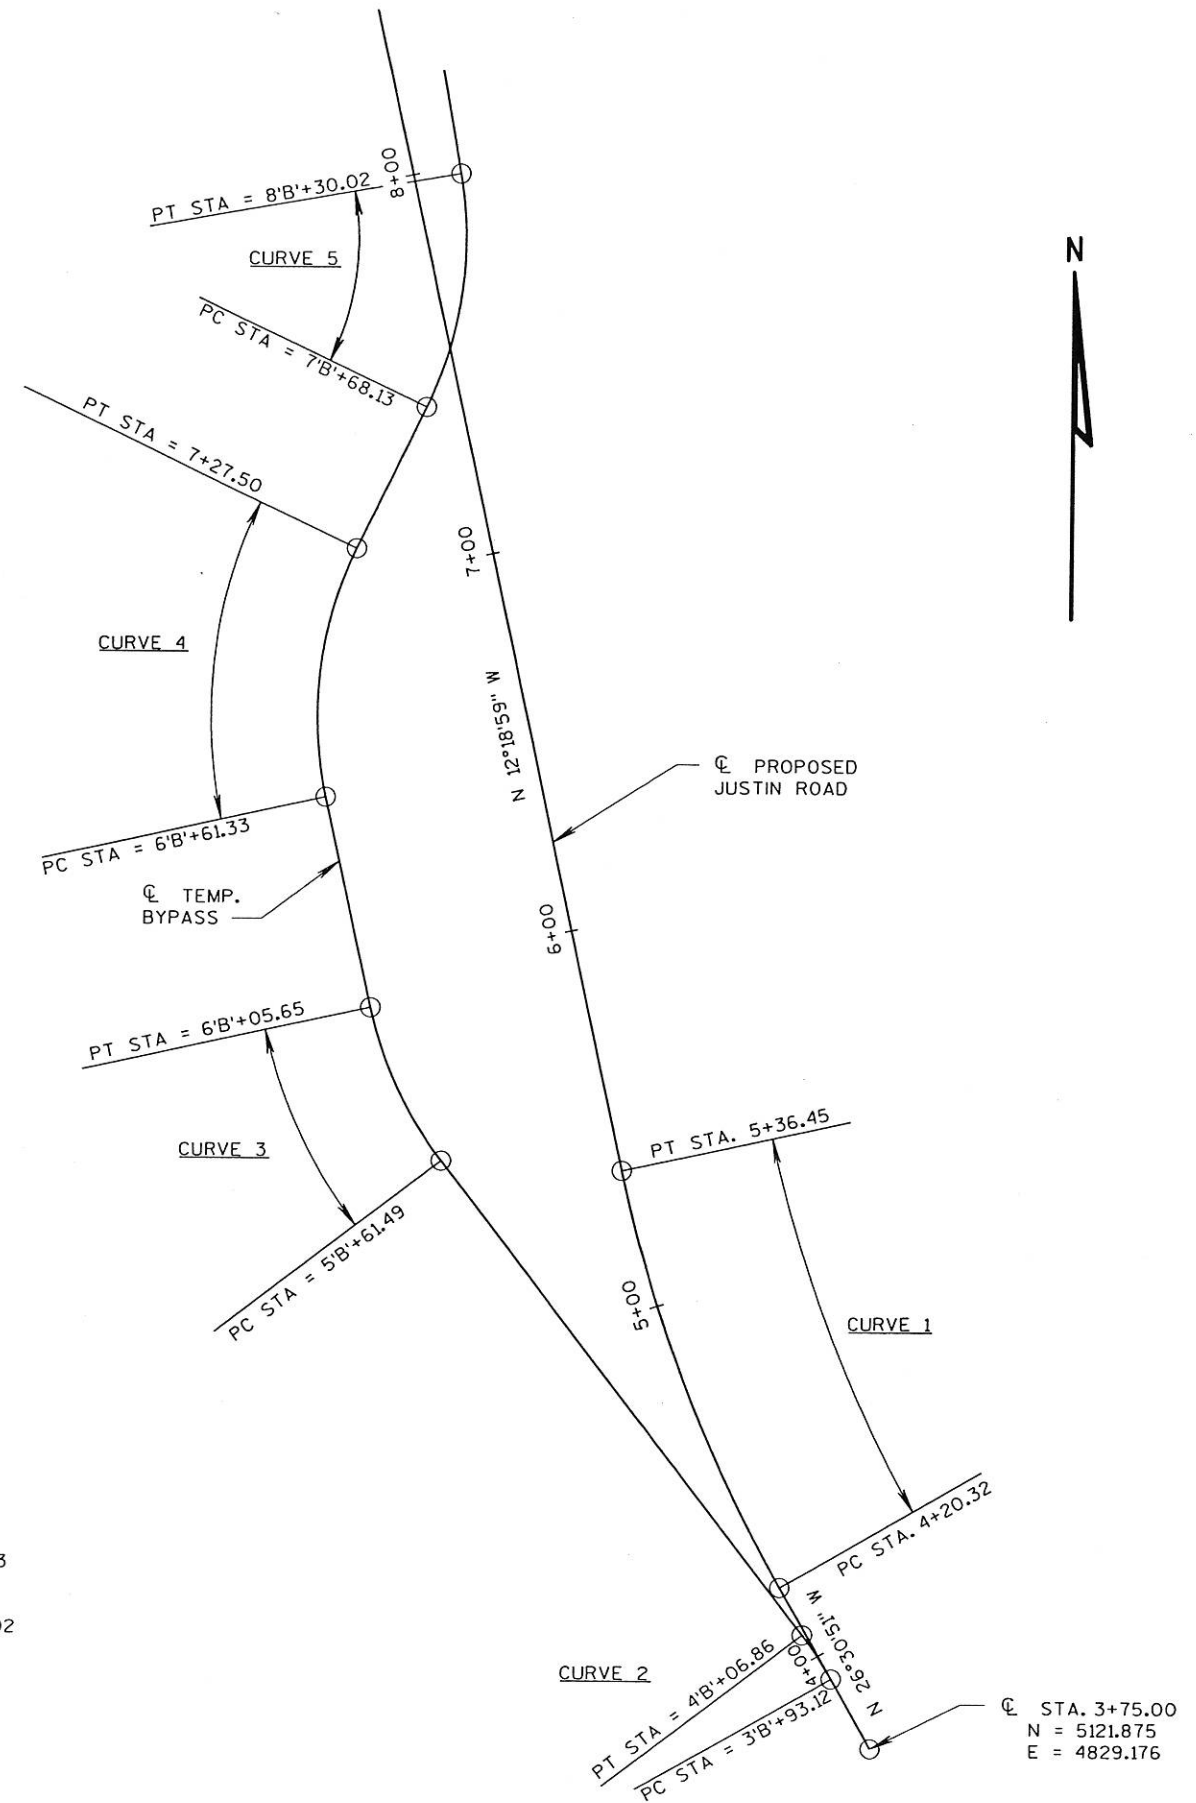 8+00
PT STA = 8'B'+30.02
N
CURVE 5
PC STA = 7'B'+68.13
PT STA = 7+27.50
7+00
CURVE 4
N 12°18'59" W
℄ PROPOSED
JUSTIN ROAD
PC STA = 6'B'+61.33
℄ TEMP.
BYPASS
6+00
PT STA = 6'B'+05.65
CURVE 3
PT STA. 5+36.45
PC STA = 5'B'+61.49
5+00
CURVE 1
PC STA. 4+20.32
3
02
N 26°30'51" W
4+00
CURVE 2
PT STA = 4'B'+06.86
PC STA = 3'B'+93.12
℄ STA. 3+75.00
N = 5121.875
E = 4829.176